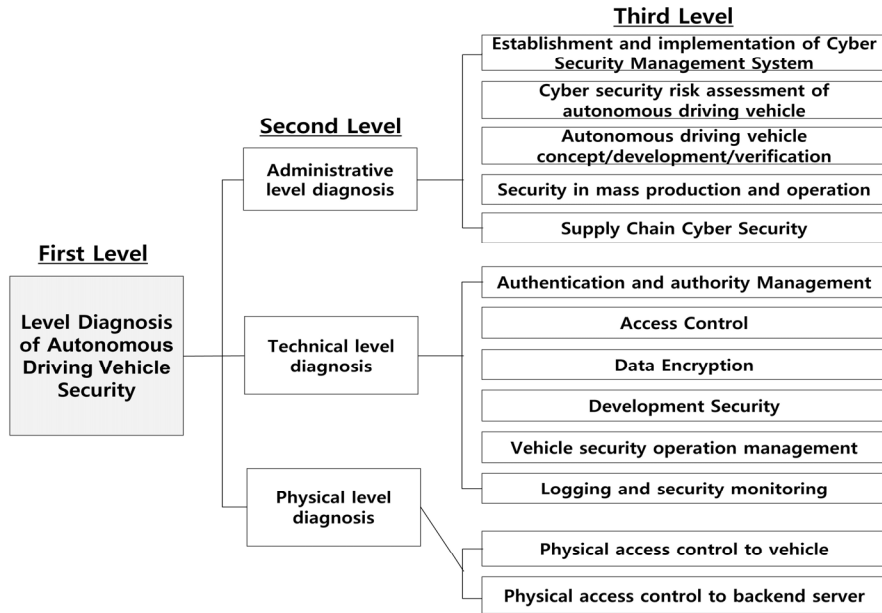 First Level
Level Diagnosis
of Autonomous
Driving Vehicle
Security
Second Level
Administrative
level diagnosis
Technical level
diagnosis
Physical level
diagnosis
Third Level
Establishment and implementation of Cyber
Security Management System
Cyber security risk assessment of
autonomous driving vehicle
Autonomous driving vehicle
concept/development/verification
Security in mass production and operation
Supply Chain Cyber Security
Authentication and authority Management
Access Control
Data Encryption
Development Security
Vehicle security operation management
Logging and security monitoring
Physical access control to vehicle
Physical access control to backend server